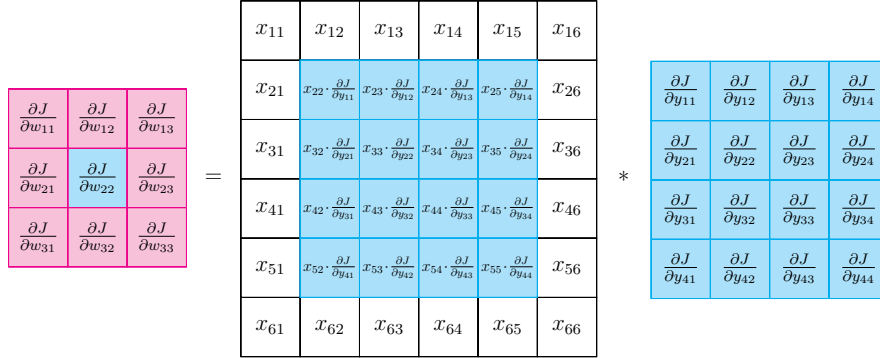 x₁₁ x₁₂ x₁₃ x₁₄ x₁₅ x₁₆
x₂₁ x₂₂·∂J/∂y₁₁ x₂₃·∂J/∂y₁₂ x₂₄·∂J/∂y₁₃ x₂₅·∂J/∂y₁₄ x₂₆
x₃₁ x₃₂·∂J/∂y₂₁ x₃₃·∂J/∂y₂₂ x₃₄·∂J/∂y₂₃ x₃₅·∂J/∂y₂₄ x₃₆
x₄₁ x₄₂·∂J/∂y₃₁ x₄₃·∂J/∂y₃₂ x₄₄·∂J/∂y₃₃ x₄₅·∂J/∂y₃₄ x₄₆
x₅₁ x₅₂·∂J/∂y₄₁ x₅₃·∂J/∂y₄₂ x₅₄·∂J/∂y₄₃ x₅₅·∂J/∂y₄₄ x₅₆
x₆₁ x₆₂ x₆₃ x₆₄ x₆₅ x₆₆
∂J/∂w₁₁ ∂J/∂w₁₂ ∂J/∂w₁₃
∂J/∂w₂₁ ∂J/∂w₂₂ ∂J/∂w₂₃
∂J/∂w₃₁ ∂J/∂w₃₂ ∂J/∂w₃₃
=
*
∂J/∂y₁₁ ∂J/∂y₁₂ ∂J/∂y₁₃ ∂J/∂y₁₄
∂J/∂y₂₁ ∂J/∂y₂₂ ∂J/∂y₂₃ ∂J/∂y₂₄
∂J/∂y₃₁ ∂J/∂y₃₂ ∂J/∂y₃₃ ∂J/∂y₃₄
∂J/∂y₄₁ ∂J/∂y₄₂ ∂J/∂y₄₃ ∂J/∂y₄₄